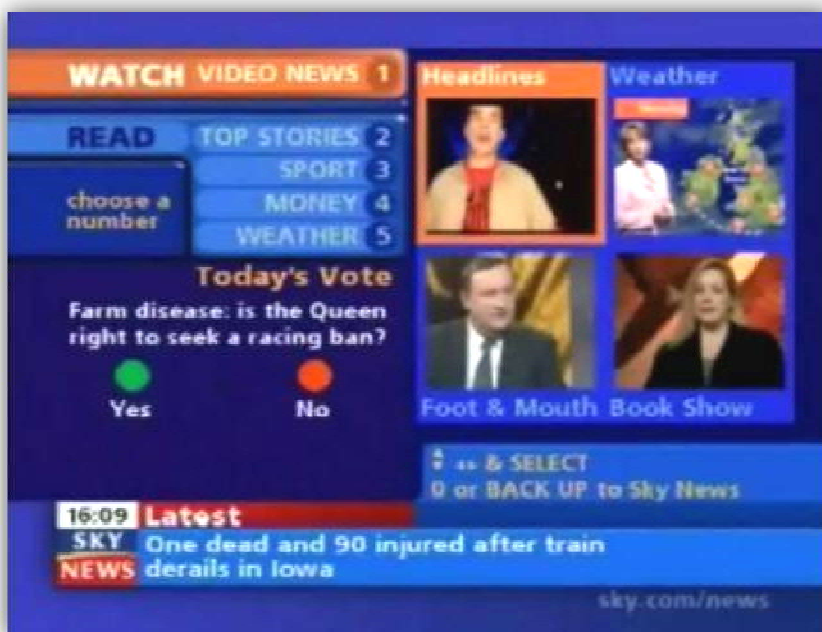 WATCH VIDEO NEWS 1
READ TOP STORIES 2
SPORT 3
choose a
number
MONEY 4
WEATHER 5
Today's Vote
Farm disease: is the Queen
right to seek a racing ban?
Yes No
Headlines Weather
Foot & Mouth Book Show
& SELECT
0 or BACK UP to Sky News
16:09 Latest
SKY
NEWS
One dead and 90 injured after train
derails in Iowa
sky.com/news